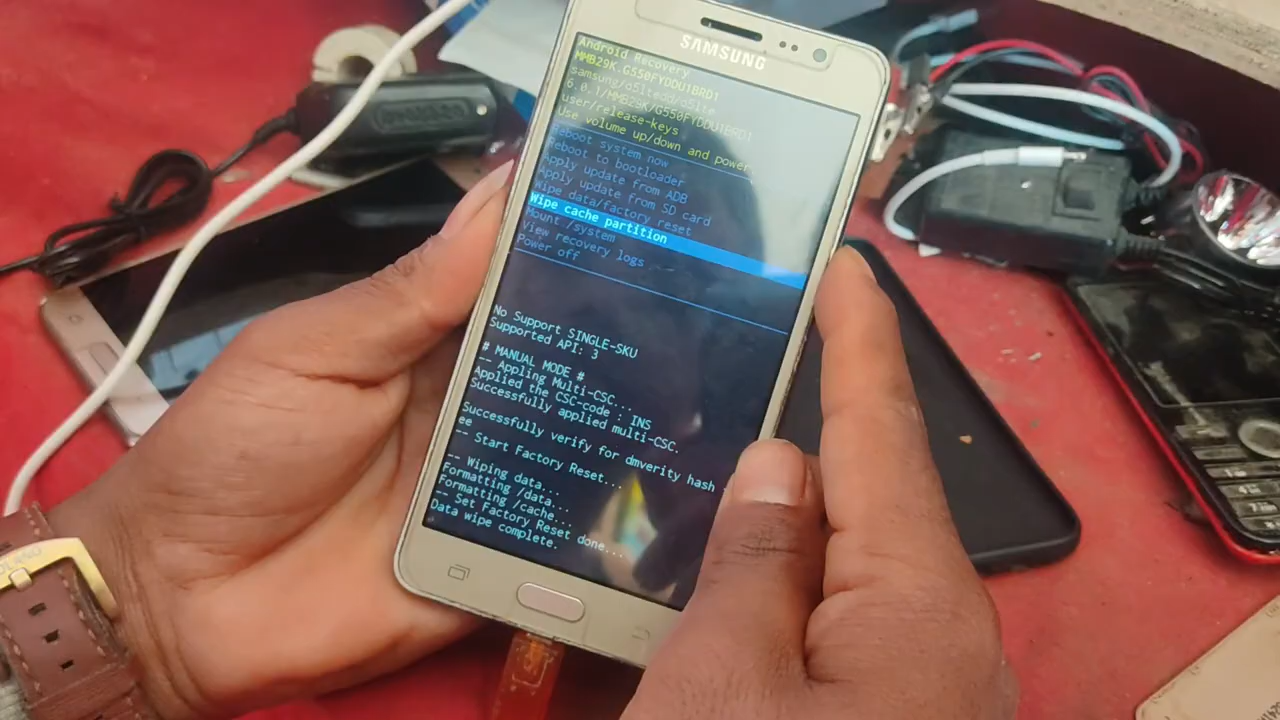 SAMSUNG
Android Recovery
MMB29K.G550FYDDU1BRD1
samsung/o5lteswa/o5lte
6.0.1/MMB29K/G550FYDDU1BRD1
user/release-keys
Use volume up/down and power.
Reboot system now
Reboot to bootloader
Apply update from ADB
Apply update from SD card
Wipe data/factory reset
Wipe cache partition
Mount /system
View recovery logs
Power off
No Support SINGLE-SKU
Supported API: 3
# MANUAL MODE #
-- Appling Multi-CSC...
Applied the CSC-code : INS
Successfully applied multi-CSC.
Successfully verify for dmverity hash
ee
-- Start Factory Reset...
-- Wiping data...
Formatting /data...
Formatting /cache...
-- Set Factory Reset done...
Data wipe complete.